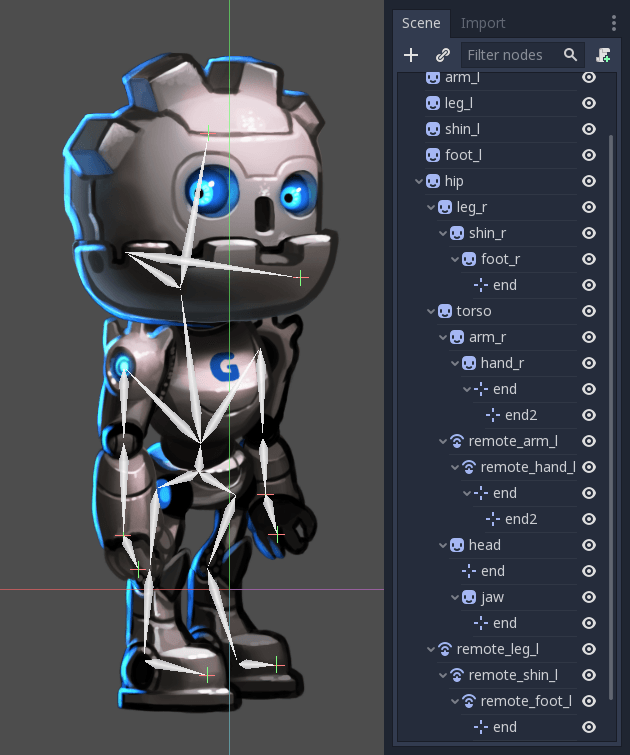 Scene
Import
Filter nodes
arm_l
leg_l
shin_l
foot_l
hip
leg_r
shin_r
foot_r
end
torso
arm_r
hand_r
end
end2
remote_arm_l
remote_hand_l
end
end2
head
end
jaw
end
remote_leg_l
remote_shin_l
remote_foot_l
end
G